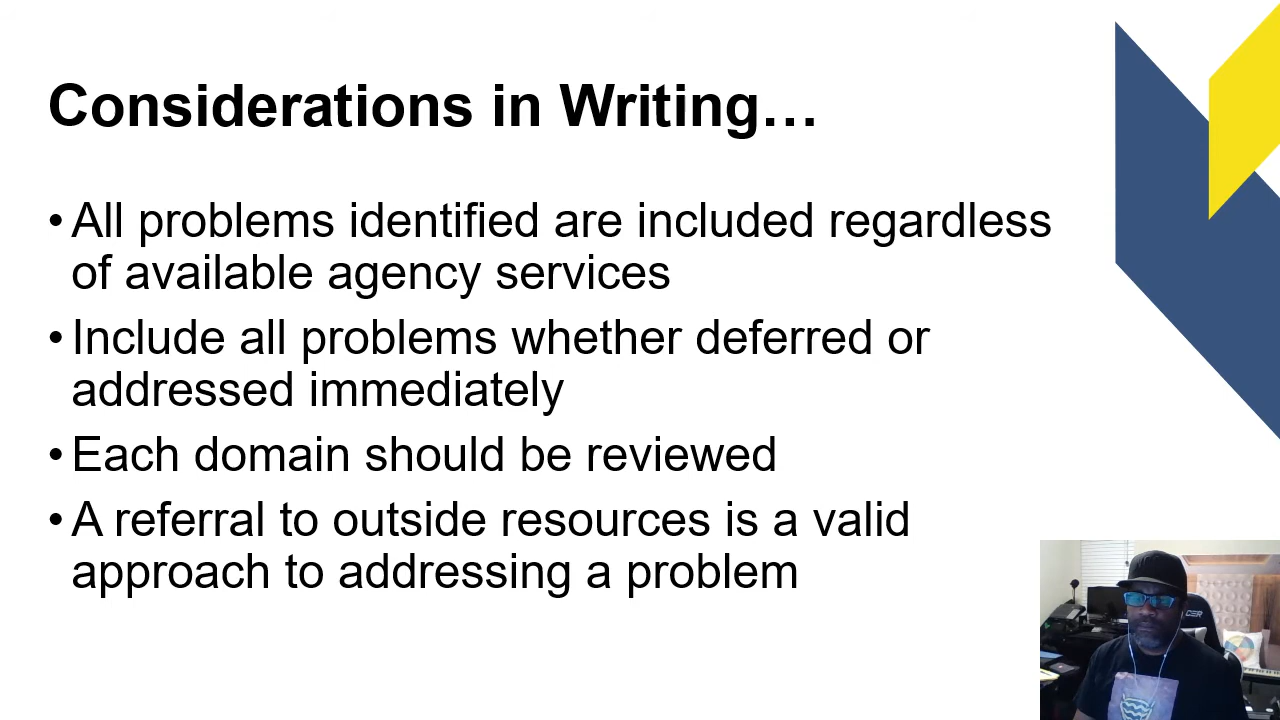 Considerations in Writing…
• All problems identified are included regardless
of available agency services
• Include all problems whether deferred or
addressed immediately
• Each domain should be reviewed
• A referral to outside resources is a valid
approach to addressing a problem
CER